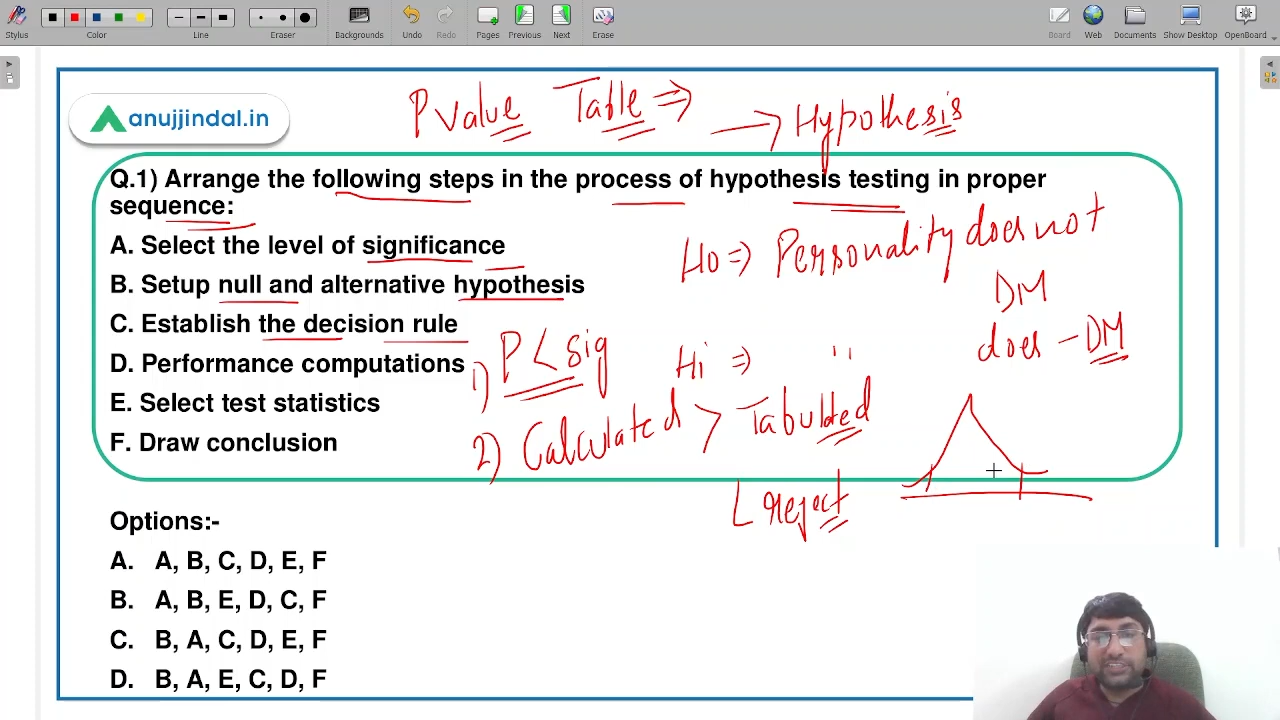 Stylus Color Line Eraser Backgrounds Undo Redo Pages Previous Next Erase Board Web Documents Show Desktop OpenBoard
anujjindal.in
P value Table ⇒ → Hypothesis
Q.1) Arrange the following steps in the process of hypothesis testing in proper
sequence:
A. Select the level of significance
B. Setup null and alternative hypothesis
C. Establish the decision rule
D. Performance computations
E. Select test statistics
F. Draw conclusion
H0 ⇒ Personality does not
DM
Hi ⇒ " does - DM
1) P < sig
2) Calculated > Tabulated
reject
Options:-
A. A, B, C, D, E, F
B. A, B, E, D, C, F
C. B, A, C, D, E, F
D. B, A, E, C, D, F